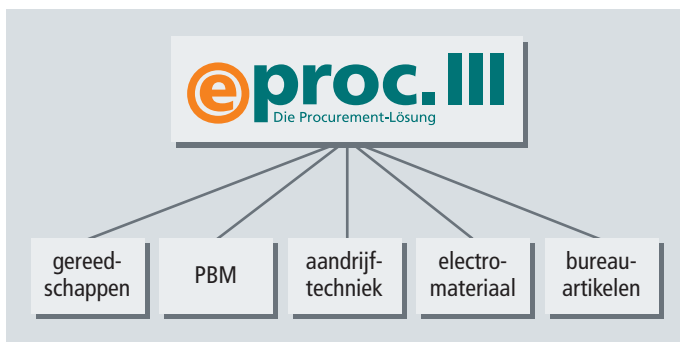 eproc.III
Die Procurement-Lösung
gereed-
schappen
PBM
aandrijf-
techniek
electro-
materiaal
bureau-
artikelen